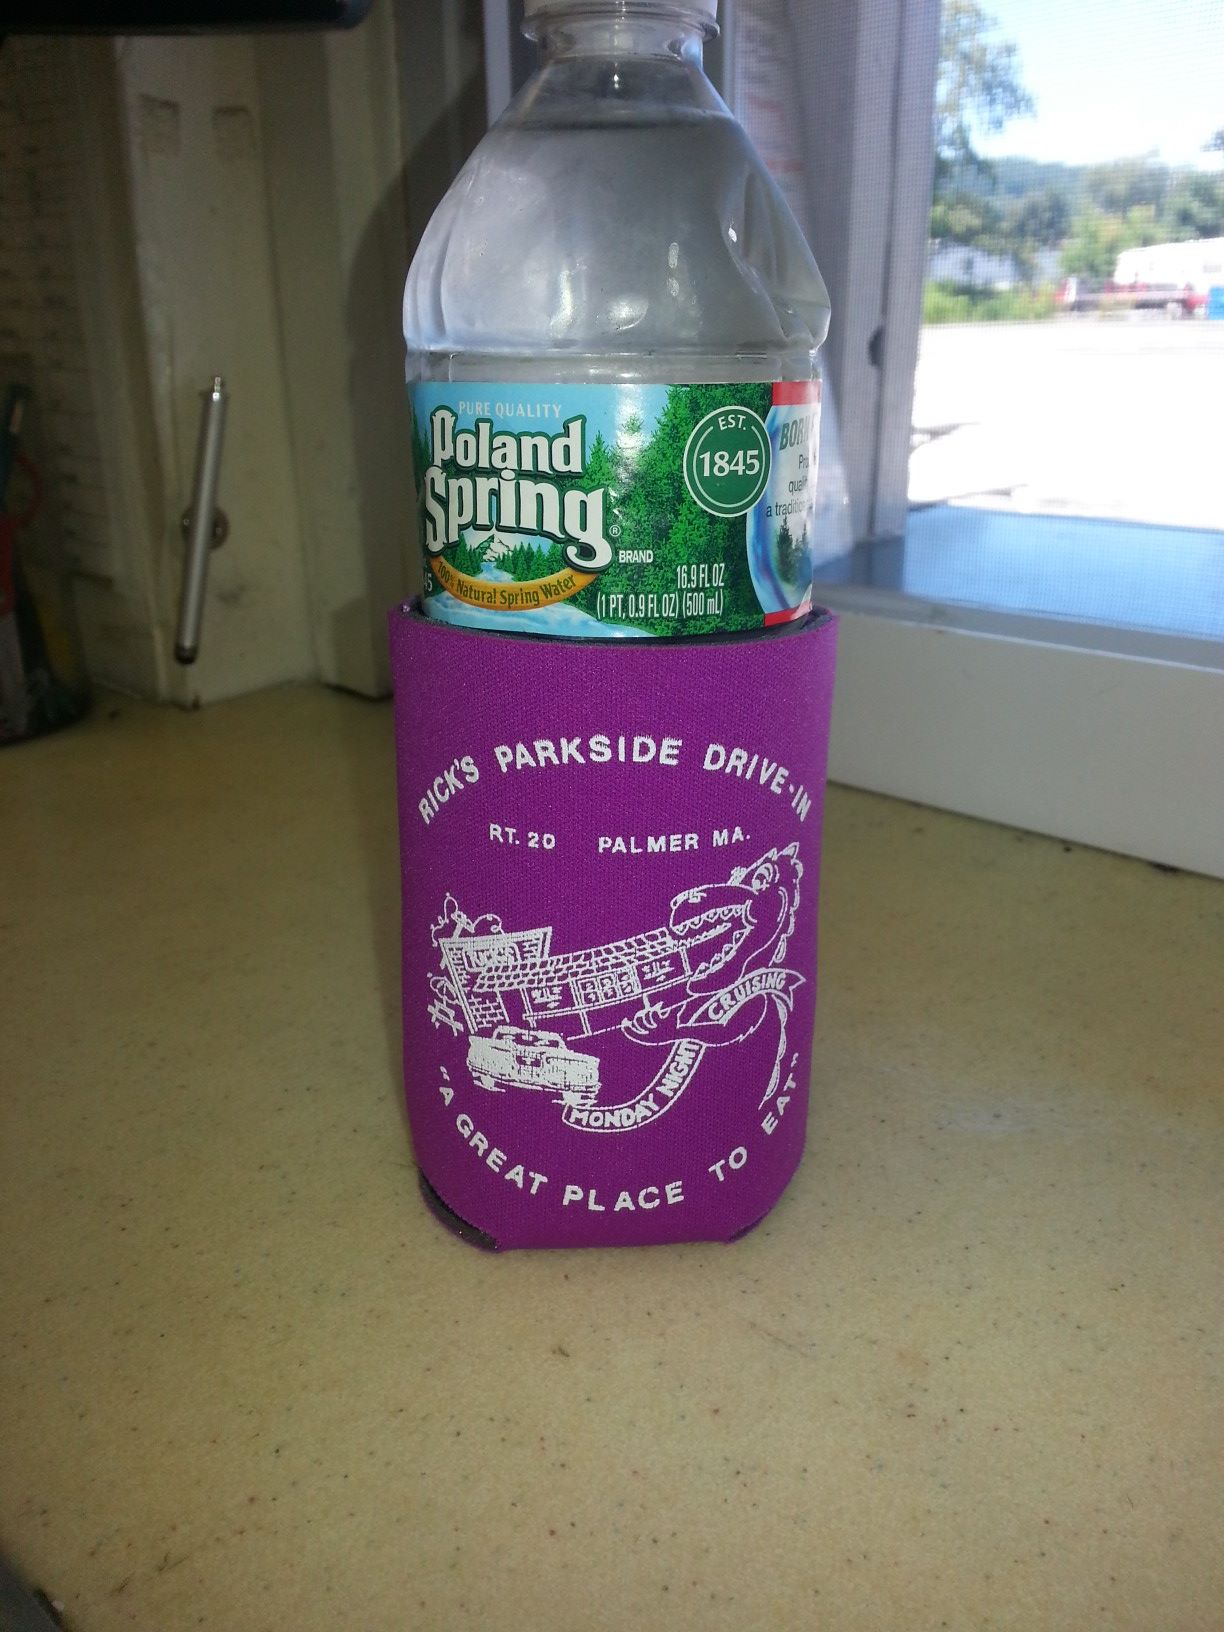 PURE QUALITY
Poland
Spring®
BRAND
100% Natural Spring Water
EST.
1845
16.9 FL OZ
(1 PT, 0.9 FL OZ) (500 mL)
a
RICK'S PARKSIDE DRIVE-IN
RT. 20 PALMER MA.
RICK'S
CRUISING
MONDAY NIGHT
"A GREAT PLACE TO EAT"